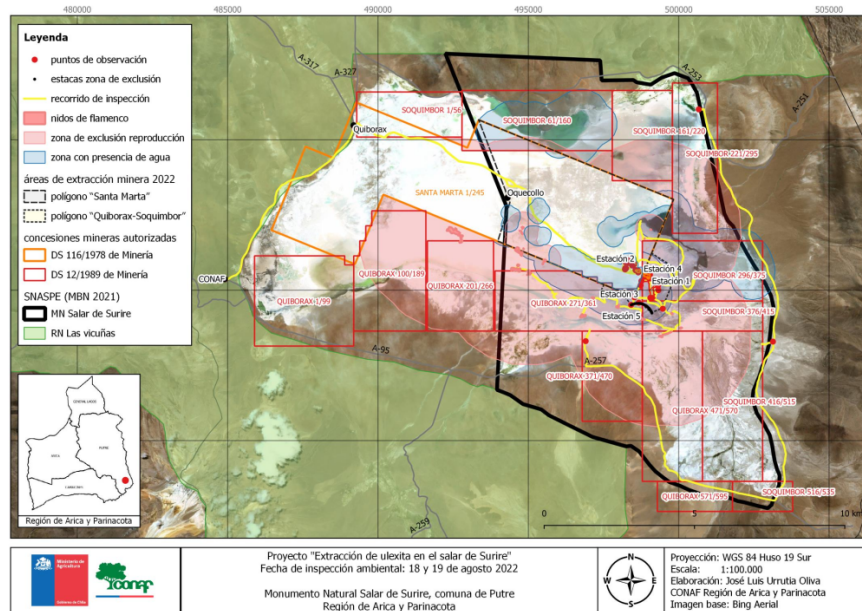 480000
485000
490000
495000
500000
505000
Leyenda
puntos de observación
estacas zona de exclusión
recorrido de inspección
nidos de flamenco
zona de exclusión reproducción
zona con presencia de agua
áreas de extracción minera 2022
polígono "Santa Marta"
polígono "Quiborax-Soquimbor"
concesiones mineras autorizadas
DS 116/1978 de Minería
DS 12/1989 de Minería
SNASPE (MBN 2021)
MN Salar de Surire
RN Las vicuñas
A-317
A-327
A-253
A-251
SOQUIMBOR 1/56
SOQUIMBOR 61/160
SOQUIMBOR 161/220
SOQUIMBOR 221/295
Quiborax
SANTA MARTA 1/245
Oquecollo
CONAF
QUIBORAX 1/99
QUIBORAX 100/189
QUIBORAX 201/266
QUIBORAX 271/361
Estación 2
Estación 4
Estación 1
Estación 3
Estación 5
SOQUIMBOR 296/375
SOQUIMBOR 376/415
A-95
A-257
QUIBORAX 371/470
QUIBORAX 471/570
SOQUIMBOR 416/515
QUIBORAX 571/595
SOQUIMBOR 516/535
A-259
0 5 10 km
PUTRE
ARICA
CAMARONES
Región de Arica y Parinacota
Ministerio de
Agricultura
Gobierno de Chile
CONAF
Proyecto "Extracción de ulexita en el salar de Surire"
Fecha de inspección ambiental: 18 y 19 de agosto 2022
Monumento Natural Salar de Surire, comuna de Putre
Región de Arica y Parinacota
N
W E
S
Proyección: WGS 84 Huso 19 Sur
Escala: 1:100.000
Elaboración: José Luis Urrutia Oliva
CONAF Región de Arica y Parinacota
Imagen base: Bing Aerial